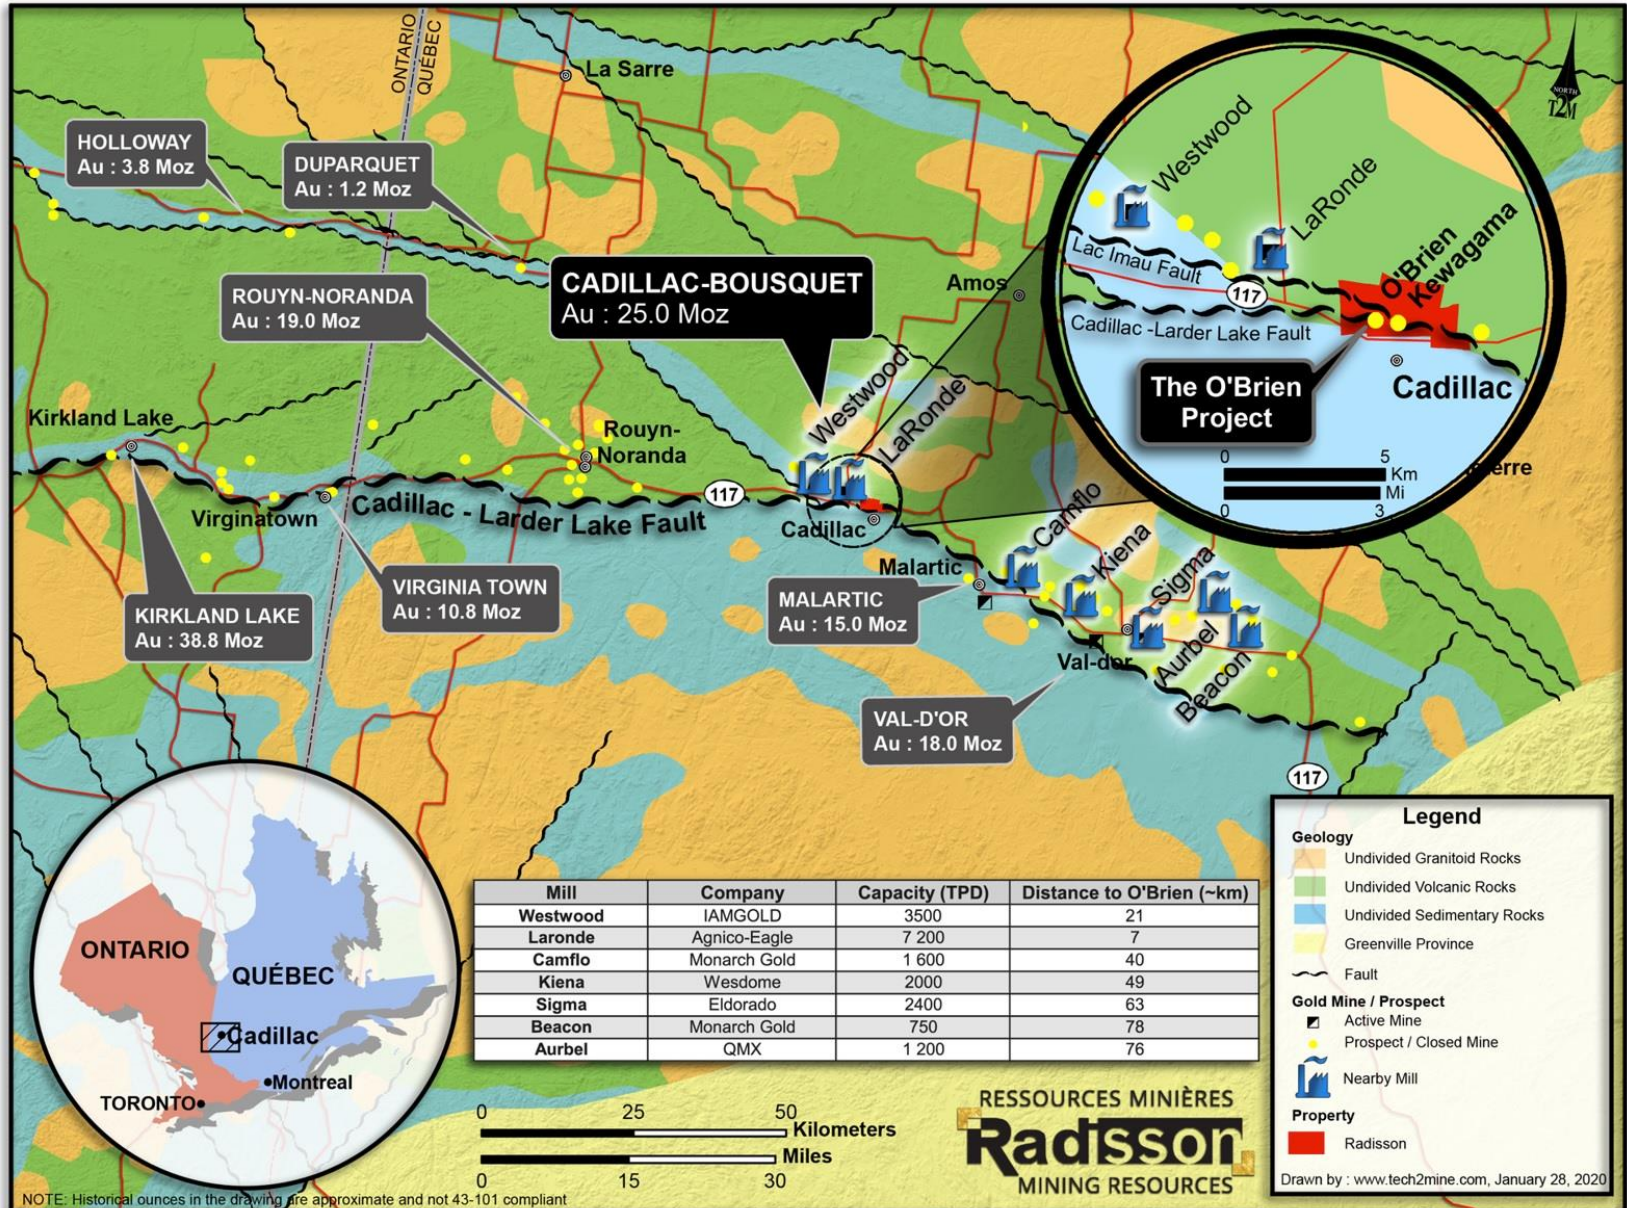 ONTARIO
QUÉBEC
La Sarre
HOLLOWAY
Au : 3.8 Moz
DUPARQUET
Au : 1.2 Moz
ROUYN-NORANDA
Au : 19.0 Moz
CADILLAC-BOUSQUET
Au : 25.0 Moz
Amos
Kirkland Lake
Rouyn-
Noranda
Westwood
LaRonde
Virginatown
Cadillac - Larder Lake Fault
117
Cadillac
Camflo
Kiena
Sigma
Malartic
KIRKLAND LAKE
Au : 38.8 Moz
VIRGINIA TOWN
Au : 10.8 Moz
MALARTIC
Au : 15.0 Moz
Val-dor
Aurbel
Beacon
VAL-D'OR
Au : 18.0 Moz
117
NORTH
T2M
Westwood
LaRonde
Lac Imau Fault
117
O'Brien
Kewagama
Cadillac -Larder Lake Fault
The O'Brien
Project
Cadillac
0 5
Km
Mi
0 3
erre
ONTARIO
QUÉBEC
Cadillac
Montreal
TORONTO
Mill Company Capacity (TPD) Distance to O'Brien (~km)
Westwood IAMGOLD 3500 21
Laronde Agnico-Eagle 7 200 7
Camflo Monarch Gold 1 600 40
Kiena Wesdome 2000 49
Sigma Eldorado 2400 63
Beacon Monarch Gold 750 78
Aurbel QMX 1 200 76
0 25 50
Kilometers
Miles
0 15 30
RESSOURCES MINIÈRES
Radisson
MINING RESOURCES
Legend
Geology
Undivided Granitoid Rocks
Undivided Volcanic Rocks
Undivided Sedimentary Rocks
Greenville Province
Fault
Gold Mine / Prospect
Active Mine
Prospect / Closed Mine
Nearby Mill
Property
Radisson
Drawn by : www.tech2mine.com, January 28, 2020
NOTE: Historical ounces in the drawing are approximate and not 43-101 compliant